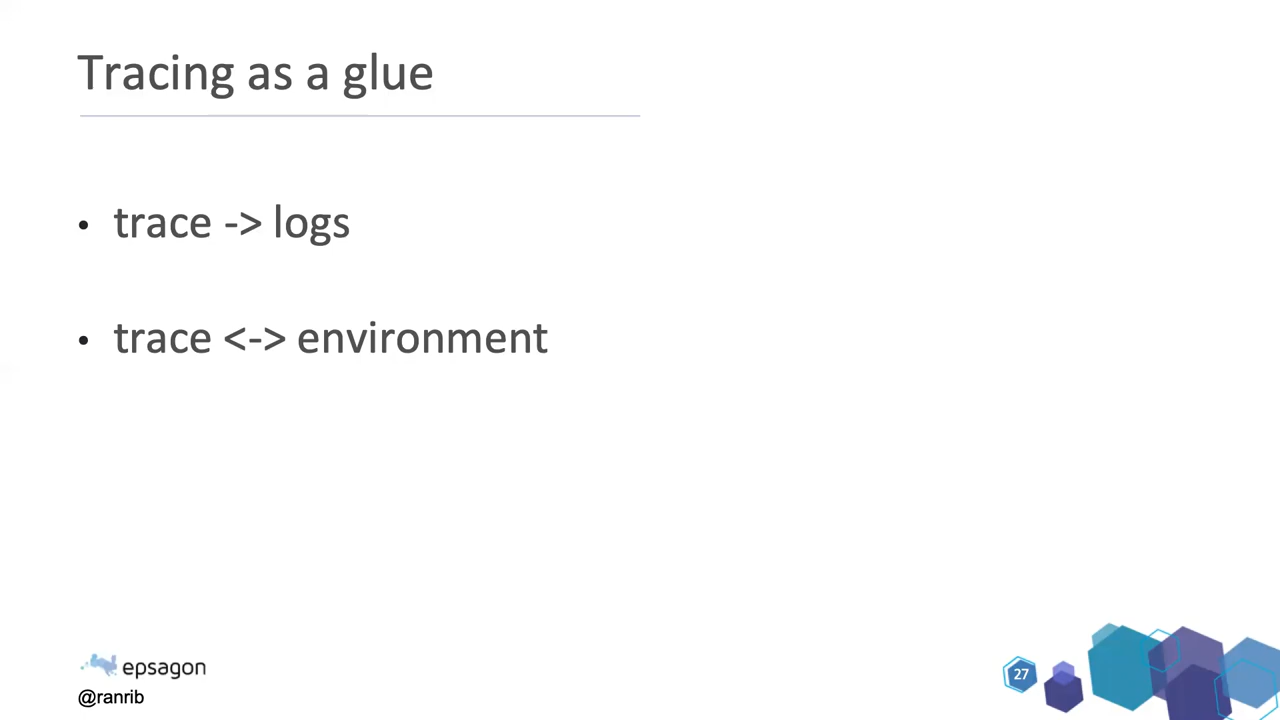 Tracing as a glue
• trace -> logs
• trace <-> environment
epsagon
@ranrib
27